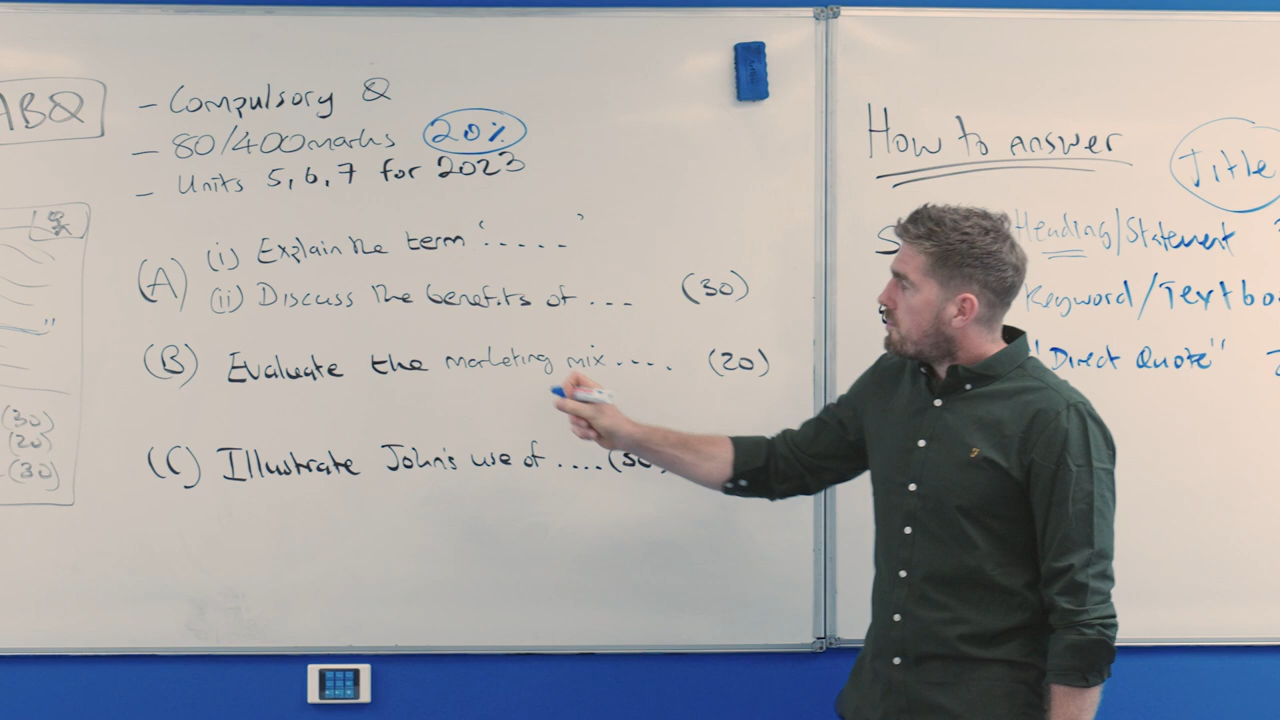 ABQ
- Compulsory Q
- 80/400 marks 20%
- Units 5, 6, 7 for 2023
(A) (i) Explain the term '.....'
(ii) Discuss the benefits of ... (30)
(B) Evaluate the marketing mix .... (20)
(C) Illustrate John's use of ....(30)
(30)
(20)
(30)
How to answer
Title
S Heading/Statement
Keyword/Textbo
"Direct Quote"